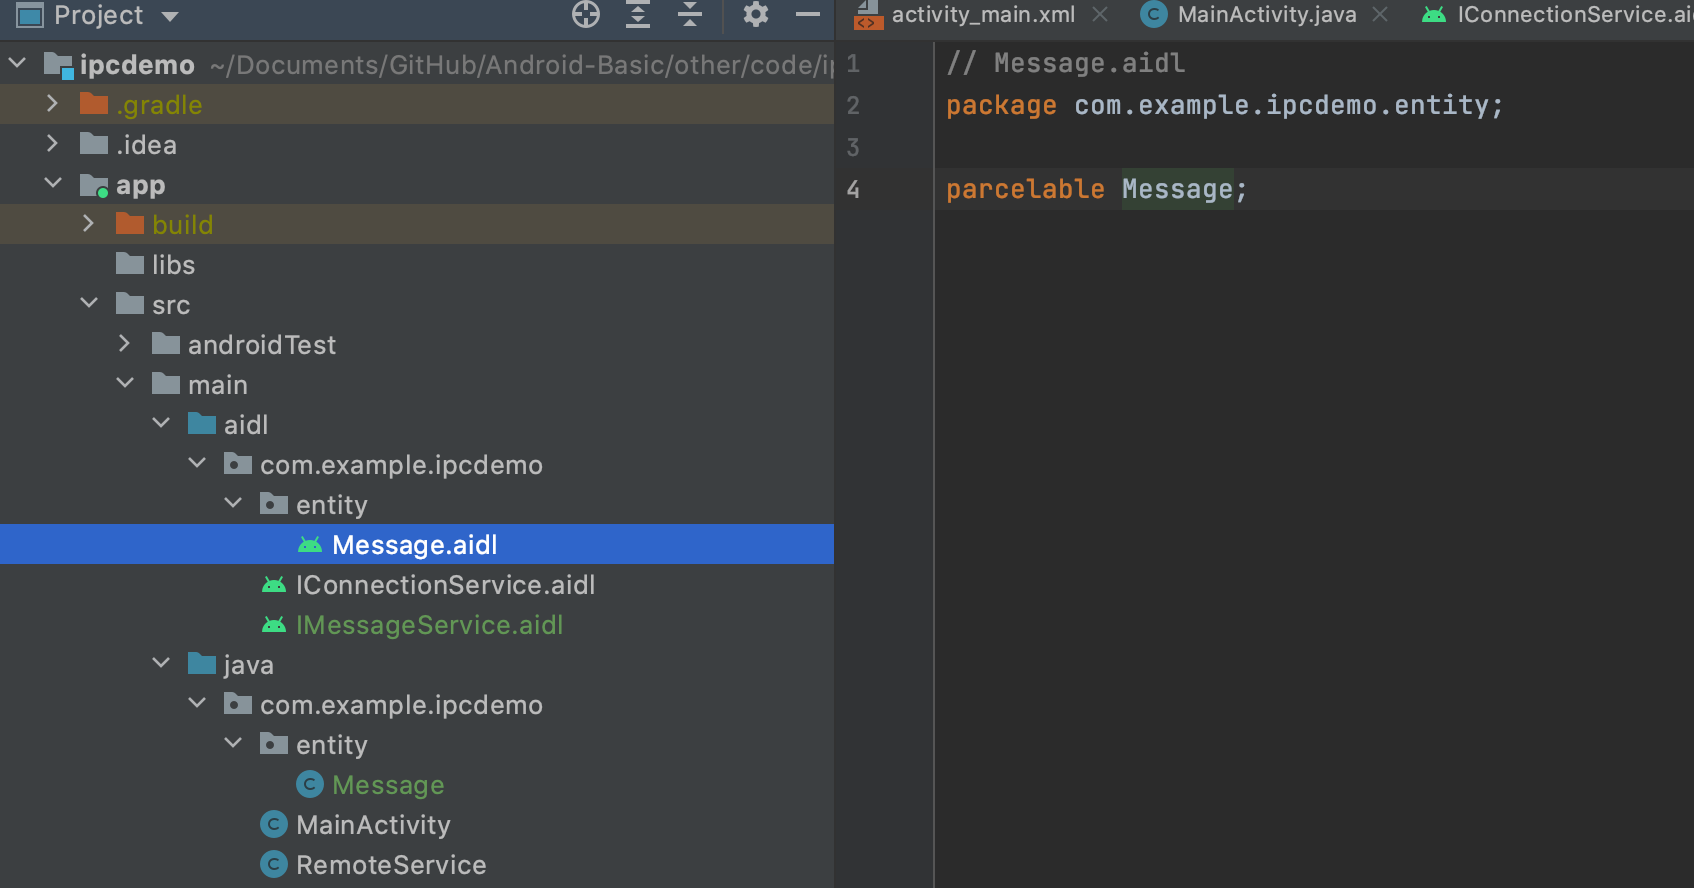 Project
ipcdemo ~/Documents/GitHub/Android-Basic/other/code/ip
.gradle
.idea
app
build
libs
src
androidTest
main
aidl
com.example.ipcdemo
entity
Message.aidl
IConnectionService.aidl
IMessageService.aidl
java
com.example.ipcdemo
entity
C Message
C MainActivity
C RemoteService
activity_main.xml
C MainActivity.java
IConnectionService.ai
1 // Message.aidl
2 package com.example.ipcdemo.entity;
3
4 parcelable Message;